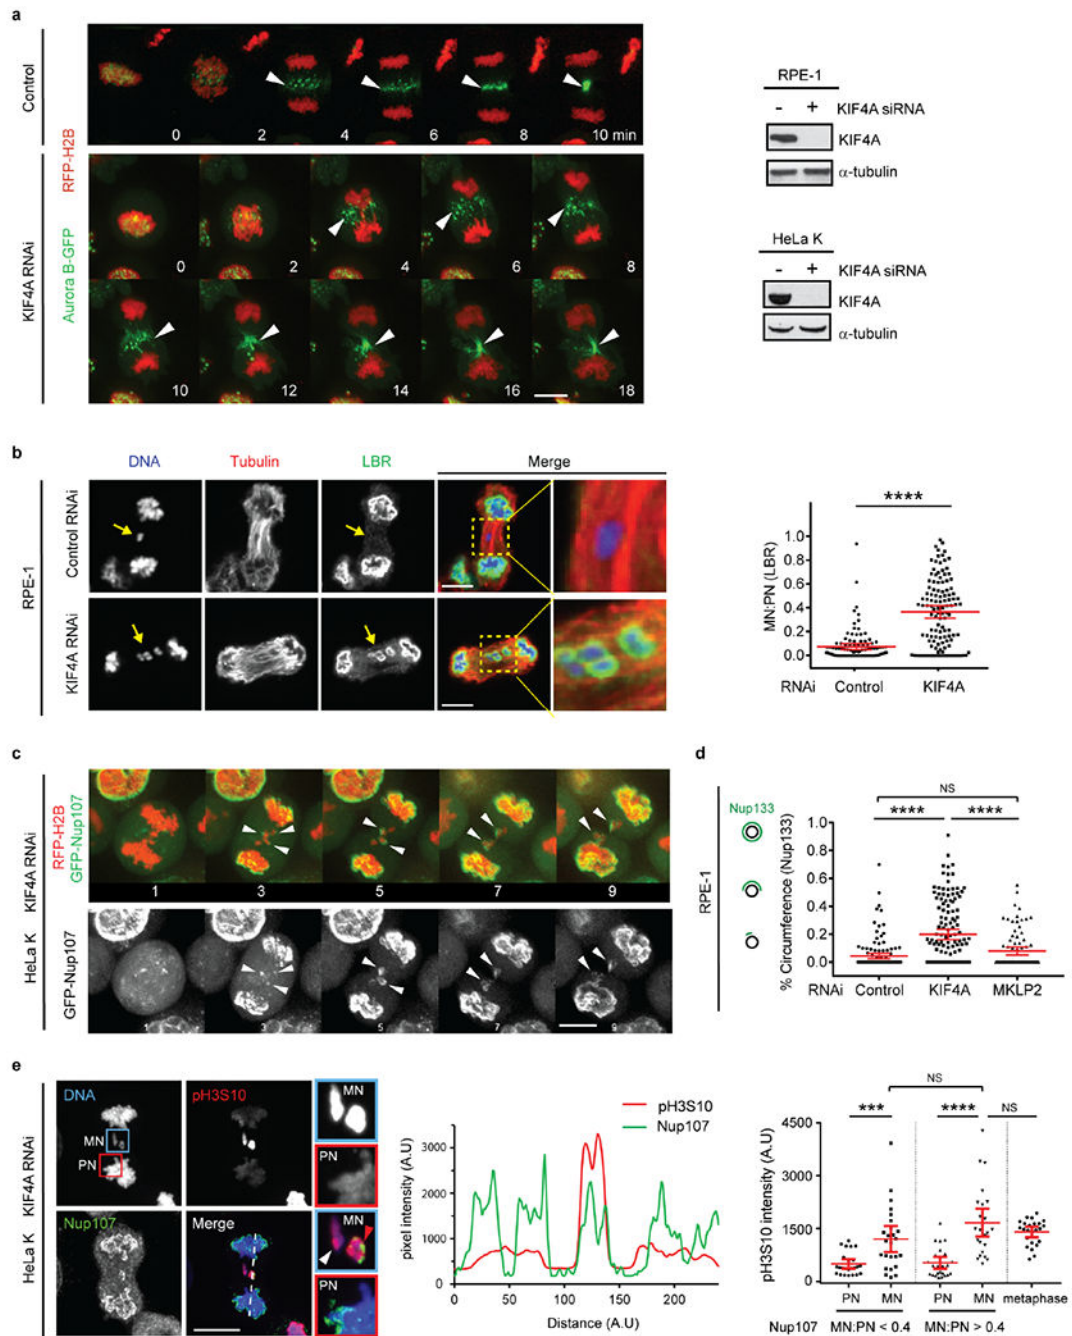 a
Control
KIF4A RNAi
RFP-H2B
Aurora B-GFP
0
2
4
6
8
10 min
0
2
4
6
8
10
12
14
16
18
RPE-1
- + KIF4A siRNA
KIF4A
α-tubulin
HeLa K
- + KIF4A siRNA
KIF4A
α-tubulin
b
DNA
Tubulin
LBR
Merge
RPE-1
Control RNAi
KIF4A RNAi
MN:PN (LBR)
****
1.0
0.8
0.6
0.4
0.2
0.0
RNAi Control KIF4A
c
HeLa K
KIF4A RNAi
RFP-H2B
GFP-Nup107
1
3
5
7
9
GFP-Nup107
1
3
5
7
9
d
RPE-1
Nup133
% Circumference (Nup133)
NS
**** ****
1.0
0.8
0.6
0.4
0.2
0.0
RNAi Control KIF4A MKLP2
e
HeLa K
KIF4A RNAi
DNA
MN
PN
pH3S10
MN
PN
Nup107
Merge
MN
PN
pixel intensity (A.U)
pH3S10
Nup107
3000
2000
1000
0
0 50 100 150 200
Distance (A.U)
pH3S10 intensity (A.U)
NS
*** **** NS
4500
3000
1500
0
PN MN PN MN metaphase
Nup107 MN:PN < 0.4 MN:PN > 0.4